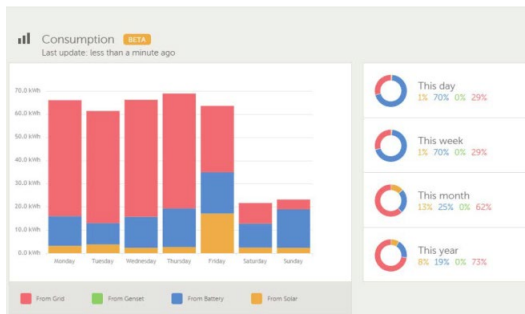 Consumption BETA
Last update: less than a minute ago
70.0 kWh
60.0 kWh
50.0 kWh
40.0 kWh
30.0 kWh
20.0 kWh
10.0 kWh
0.0 kWh
Monday Tuesday Wednesday Thursday Friday Saturday Sunday
From Grid From Genset From Battery From Solar
This day
1% 70% 0% 29%
This week
1% 70% 0% 29%
This month
13% 25% 0% 62%
This year
8% 19% 0% 73%